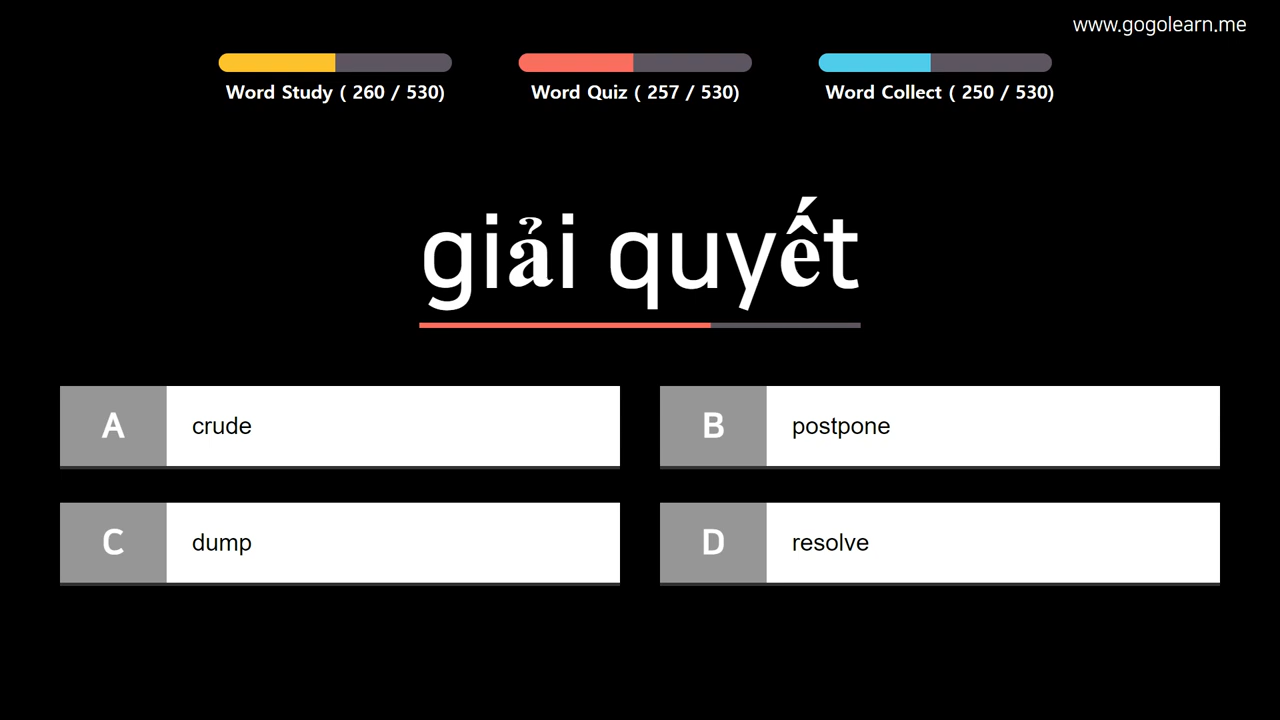 www.gogolearn.me
Word Study ( 260 / 530)
Word Quiz ( 257 / 530)
Word Collect ( 250 / 530)
giải quyết
A
crude
B
postpone
C
dump
D
resolve